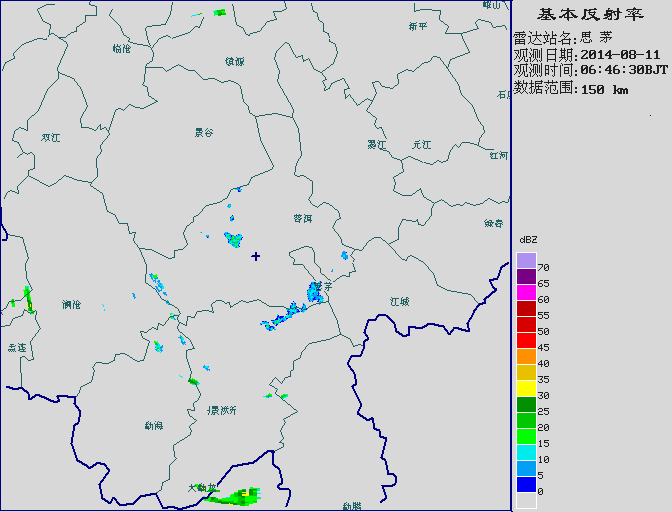 基本反射率
雷达站名:思 茅
观测日期:2014-08-11
观测时间:06:46:30BJT
数据范围:150 km
dBZ
70
65
60
55
50
45
40
35
30
25
20
15
10
5
0
峨山
新平
临沧
镇源
石屏
双江
景谷
墨江
元江
红河
普洱
绿春
澜沧
茅
江城
孟连
景洪
勐海
大勐龙
勐腊